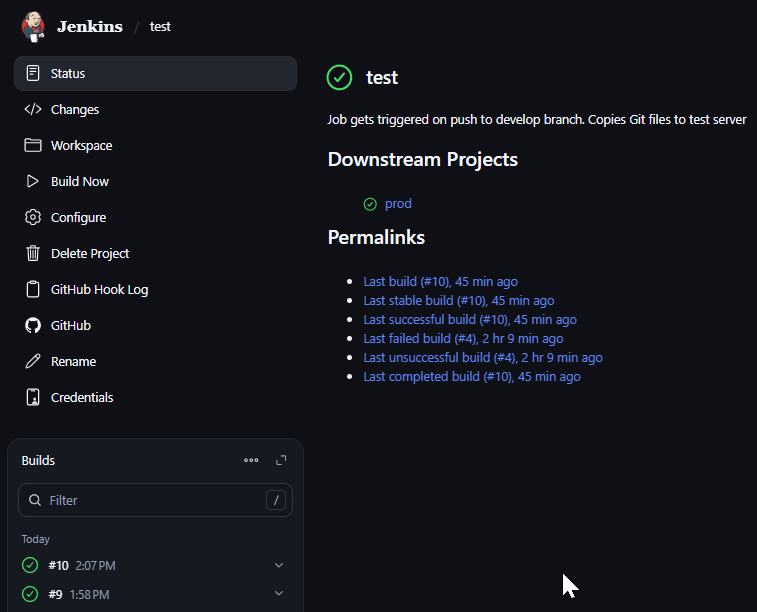 Jenkins / test
Status
Changes
Workspace
Build Now
Configure
Delete Project
GitHub Hook Log
GitHub
Rename
Credentials
Builds
Filter /
Today
#10 2:07 PM
#9 1:58 PM
test
Job gets triggered on push to develop branch. Copies Git files to test server
Downstream Projects
prod
Permalinks
Last build (#10), 45 min ago
Last stable build (#10), 45 min ago
Last successful build (#10), 45 min ago
Last failed build (#4), 2 hr 9 min ago
Last unsuccessful build (#4), 2 hr 9 min ago
Last completed build (#10), 45 min ago